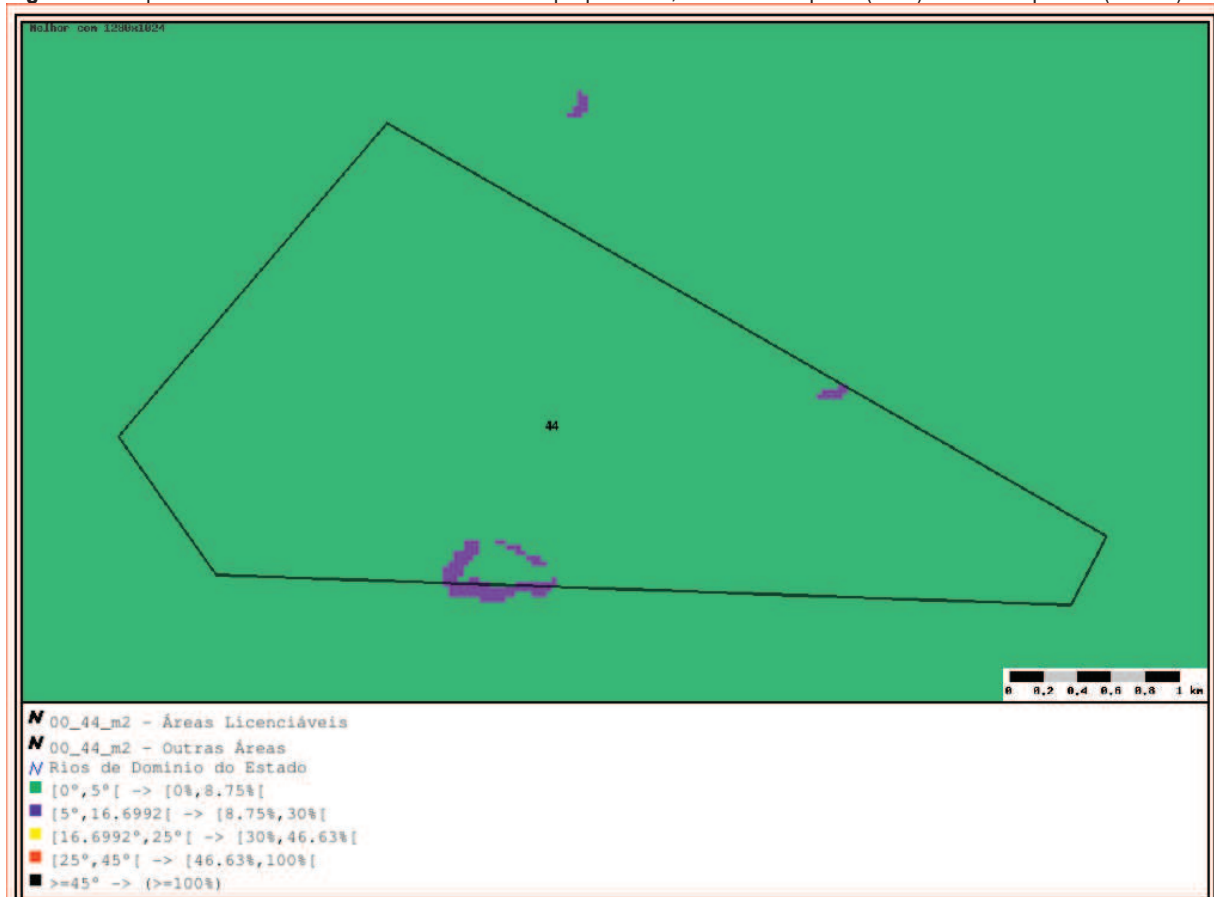 Melhor com 1280x1024
44
0 0,2 0,4 0,6 0,8 1 km
00_44_m2 - Áreas Licenciáveis
00_44_m2 - Outras Áreas
Rios de Domínio do Estado
[0°,5°[ -> [0%,8.75%[
[5°,16.6992[ -> [8.75%,30%[
[16.6992°,25°[ -> [30%,46.63%[
[25°,45°[ -> [46.63%,100%[
>=45° -> (>=100%)